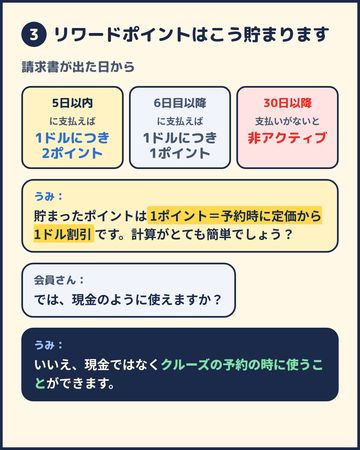 3 リワードポイントはこう貯まります
請求書が出た日から
5日以内
に支払えば
1ドルにつき
2ポイント
6日目以降
に支払えば
1ドルにつき
1ポイント
30日以降
支払いがないと
非アクティブ
うみ：
貯まったポイントは1ポイント＝予約時に定価から
1ドル割引です。計算がとても簡単でしょう？
会員さん：
では、現金のように使えますか？
うみ：
いいえ、現金ではなくクルーズの予約の時に使うこ
とができます。